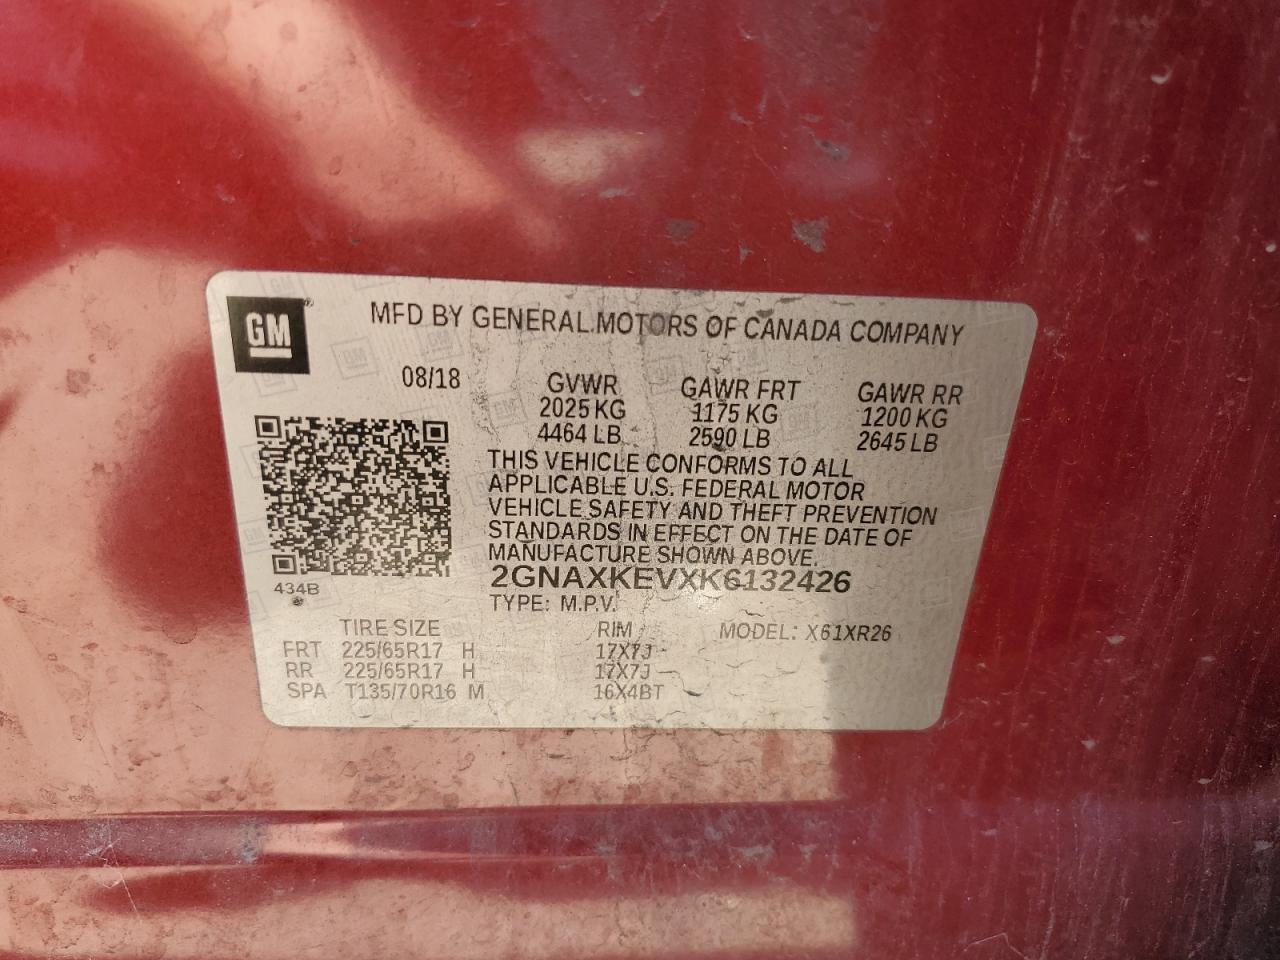 GM
MFD BY GENERAL MOTORS OF CANADA COMPANY
08/18 GVWR GAWR FRT GAWR RR
2025 KG 1175 KG 1200 KG
4464 LB 2590 LB 2645 LB
THIS VEHICLE CONFORMS TO ALL
APPLICABLE U.S. FEDERAL MOTOR
VEHICLE SAFETY AND THEFT PREVENTION
STANDARDS IN EFFECT ON THE DATE OF
MANUFACTURE SHOWN ABOVE.
2GNAXKEVXK6132426
434B
TYPE: M.P.V.
TIRE SIZE RIM MODEL: X61XR26
FRT 225/65R17 H 17X7J
RR 225/65R17 H 17X7J
SPA T135/70R16 M 16X4BT